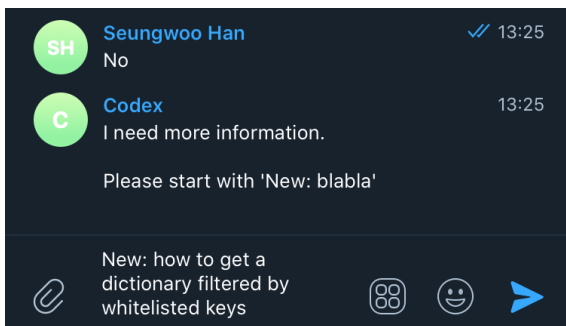 SH
Seungwoo Han
13:25
No
C
Codex
13:25
I need more information.
Please start with 'New: blabla'
New: how to get a
dictionary filtered by
whitelisted keys